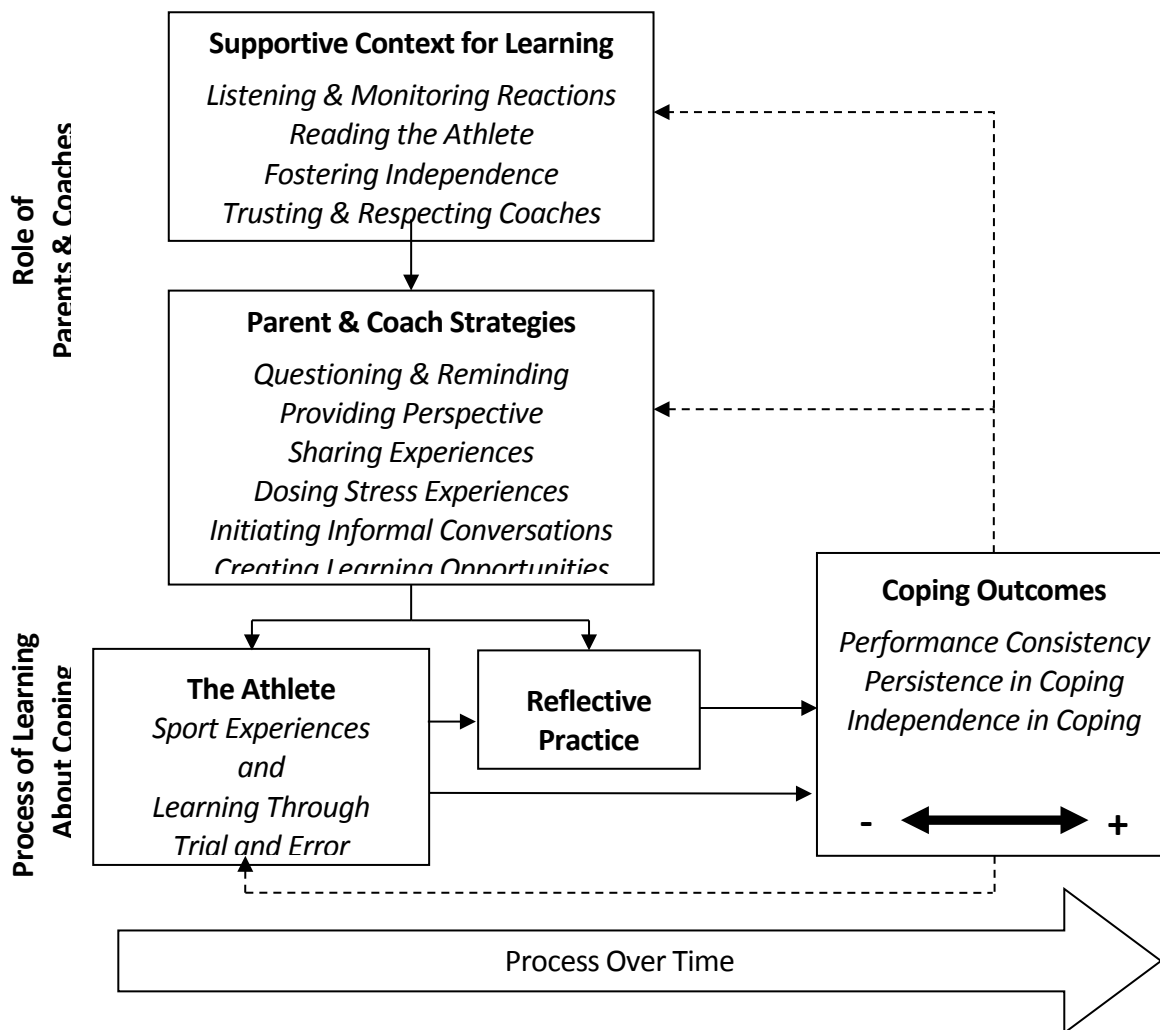 Supportive Context for Learning
Listening & Monitoring Reactions
Reading the Athlete
Fostering Independence
Trusting & Respecting Coaches
Role of
Parents & Coaches
Parent & Coach Strategies
Questioning & Reminding
Providing Perspective
Sharing Experiences
Dosing Stress Experiences
Initiating Informal Conversations
Creating Learning Opportunities
Process of Learning
About Coping
The Athlete
Sport Experiences
and
Learning Through
Trial and Error
Reflective
Practice
Coping Outcomes
Performance Consistency
Persistence in Coping
Independence in Coping
- +
Process Over Time